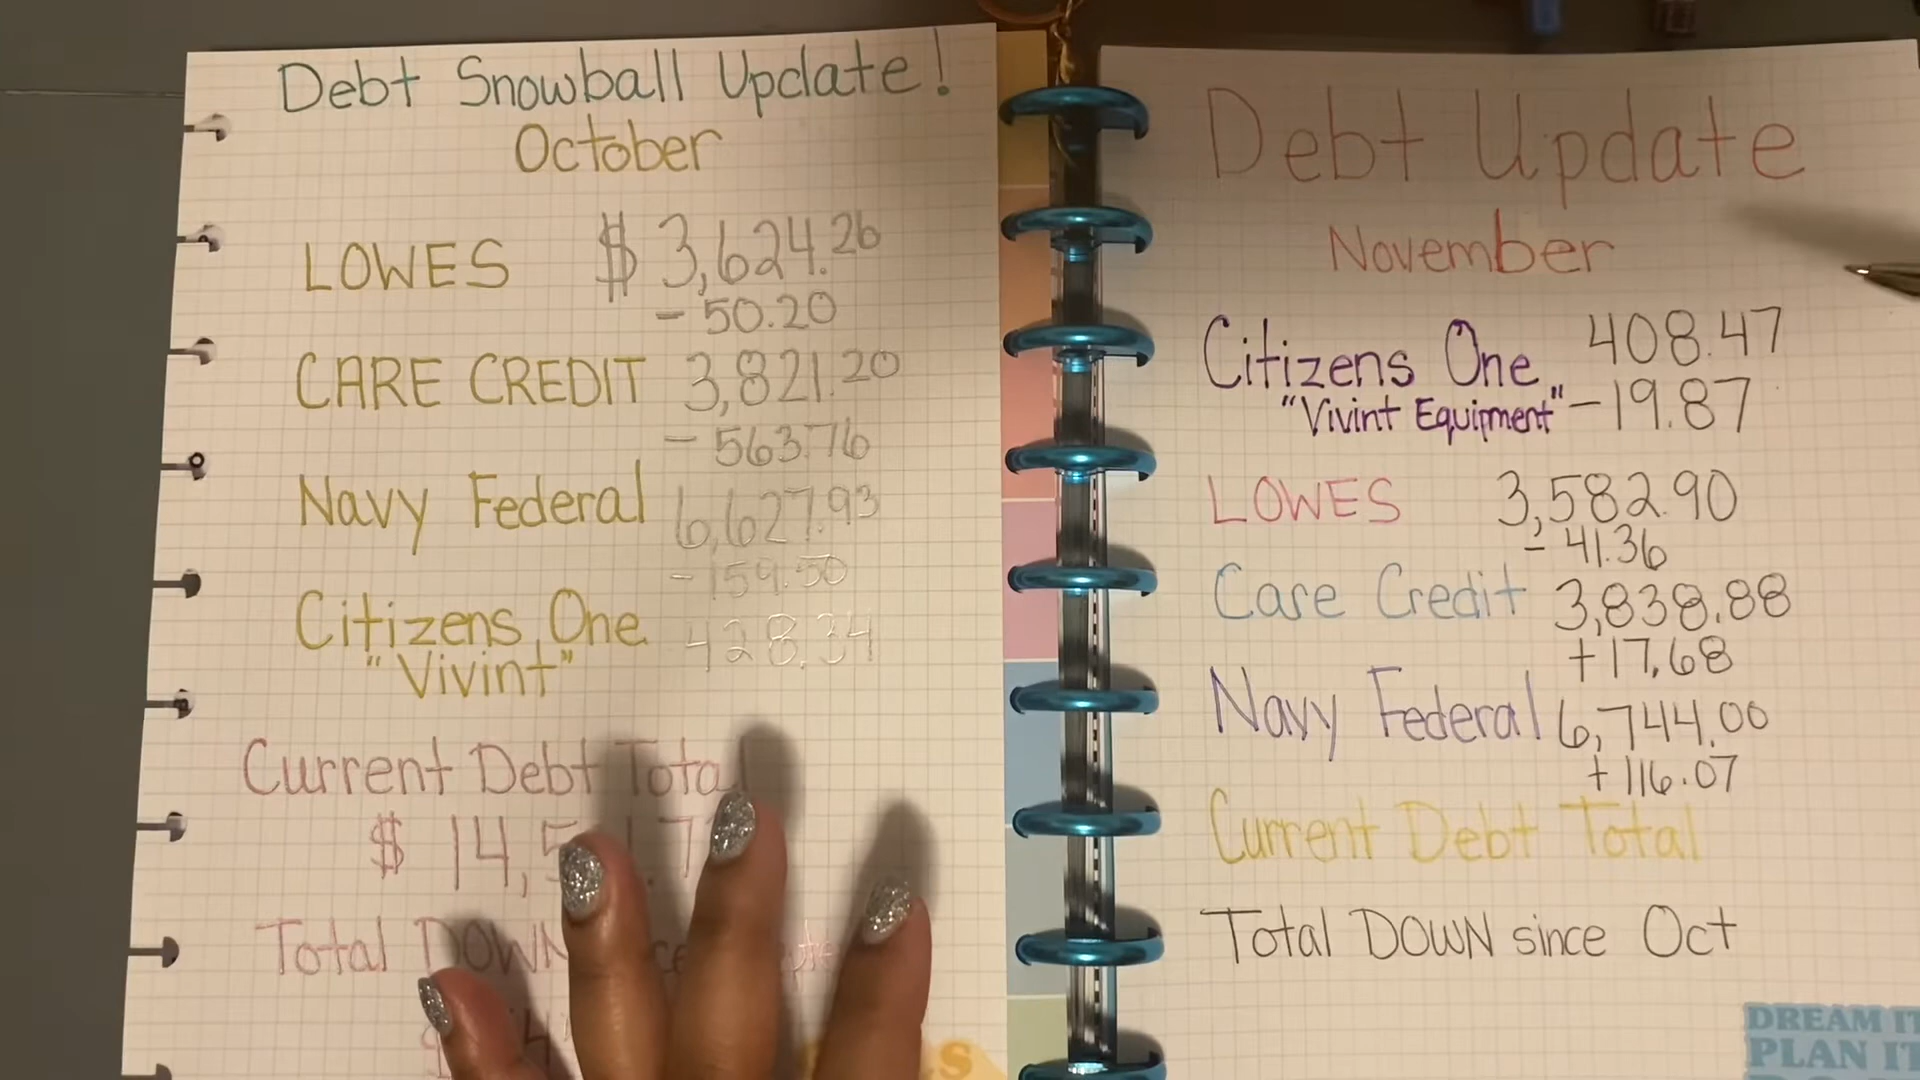 Debt Snowball Update!
October
LOWES $ 3,624.26
- 50.20
CARE CREDIT 3,821.20
- 563.76
Navy Federal 6,627.93
- 159.50
Citizens One 428.34
"Vivint"
Current Debt Total
$ 14,5
Total DOWN
Debt Update
November
Citizens One 408.47
"Vivint Equipment" -19.87
LOWES 3,582.90
- 41.36
Care Credit 3,838.88
+17.68
Navy Federal 6,744.00
+116.07
Current Debt Total
Total DOWN since Oct
DREAM IT
PLAN IT